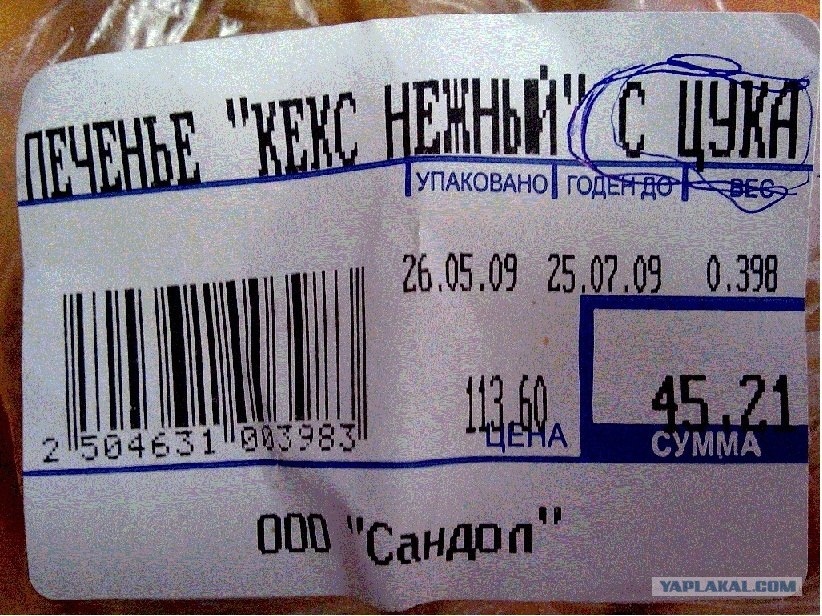 ПЕЧЕНЬЕ "КЕКС НЕЖНЫЙ" С ЦУКА
УПАКОВАНО ГОДЕН ДО ВЕС
26.05.09 25.07.09 0.398
113.60 45.21
ЦЕНА СУММА
2 504631 003983
ООО "Сандол"
YAPLAKAL.COM